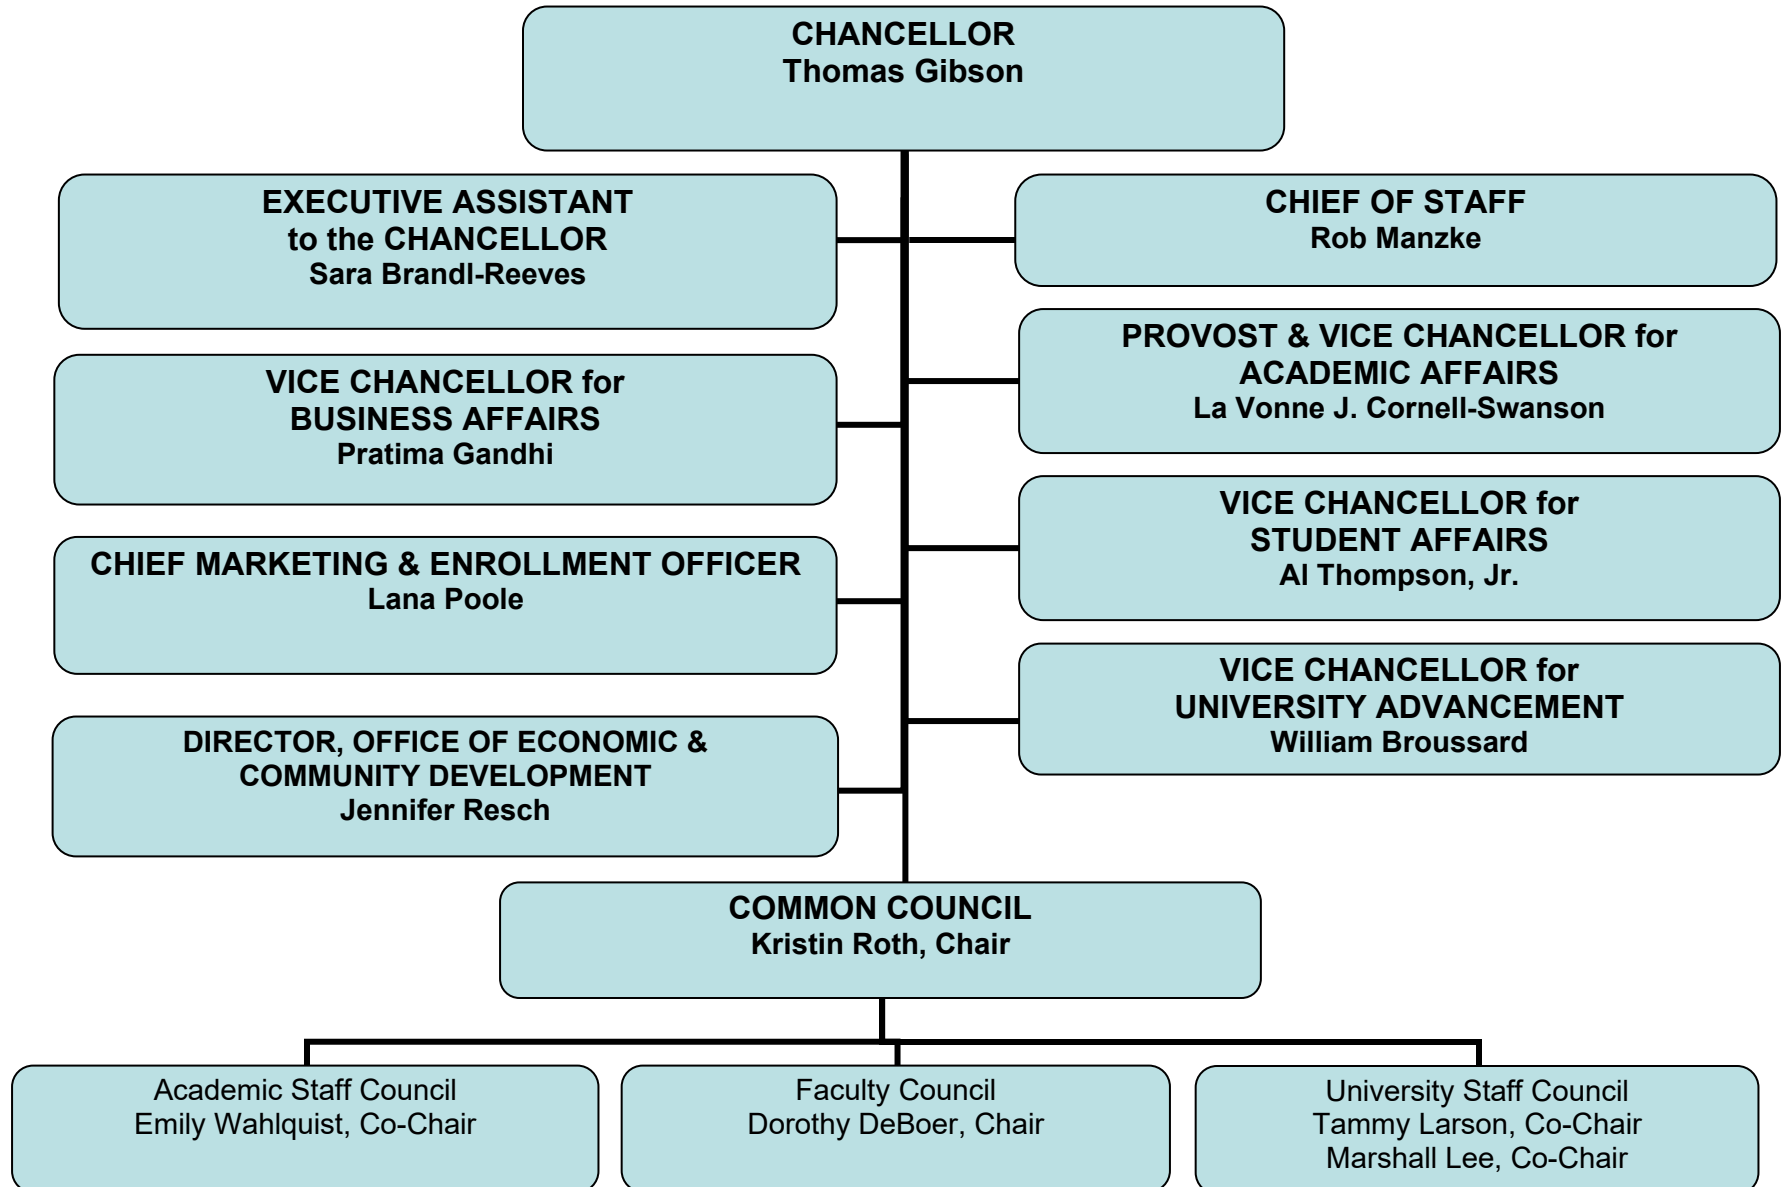 CHANCELLOR
Thomas Gibson
EXECUTIVE ASSISTANT
to the CHANCELLOR
Sara Brandl-Reeves
CHIEF OF STAFF
Rob Manzke
PROVOST & VICE CHANCELLOR for
ACADEMIC AFFAIRS
La Vonne J. Cornell-Swanson
VICE CHANCELLOR for
BUSINESS AFFAIRS
Pratima Gandhi
VICE CHANCELLOR for
STUDENT AFFAIRS
Al Thompson, Jr.
CHIEF MARKETING & ENROLLMENT OFFICER
Lana Poole
VICE CHANCELLOR for
UNIVERSITY ADVANCEMENT
William Broussard
DIRECTOR, OFFICE OF ECONOMIC &
COMMUNITY DEVELOPMENT
Jennifer Resch
COMMON COUNCIL
Kristin Roth, Chair
Academic Staff Council
Emily Wahlquist, Co-Chair
Faculty Council
Dorothy DeBoer, Chair
University Staff Council
Tammy Larson, Co-Chair
Marshall Lee, Co-Chair